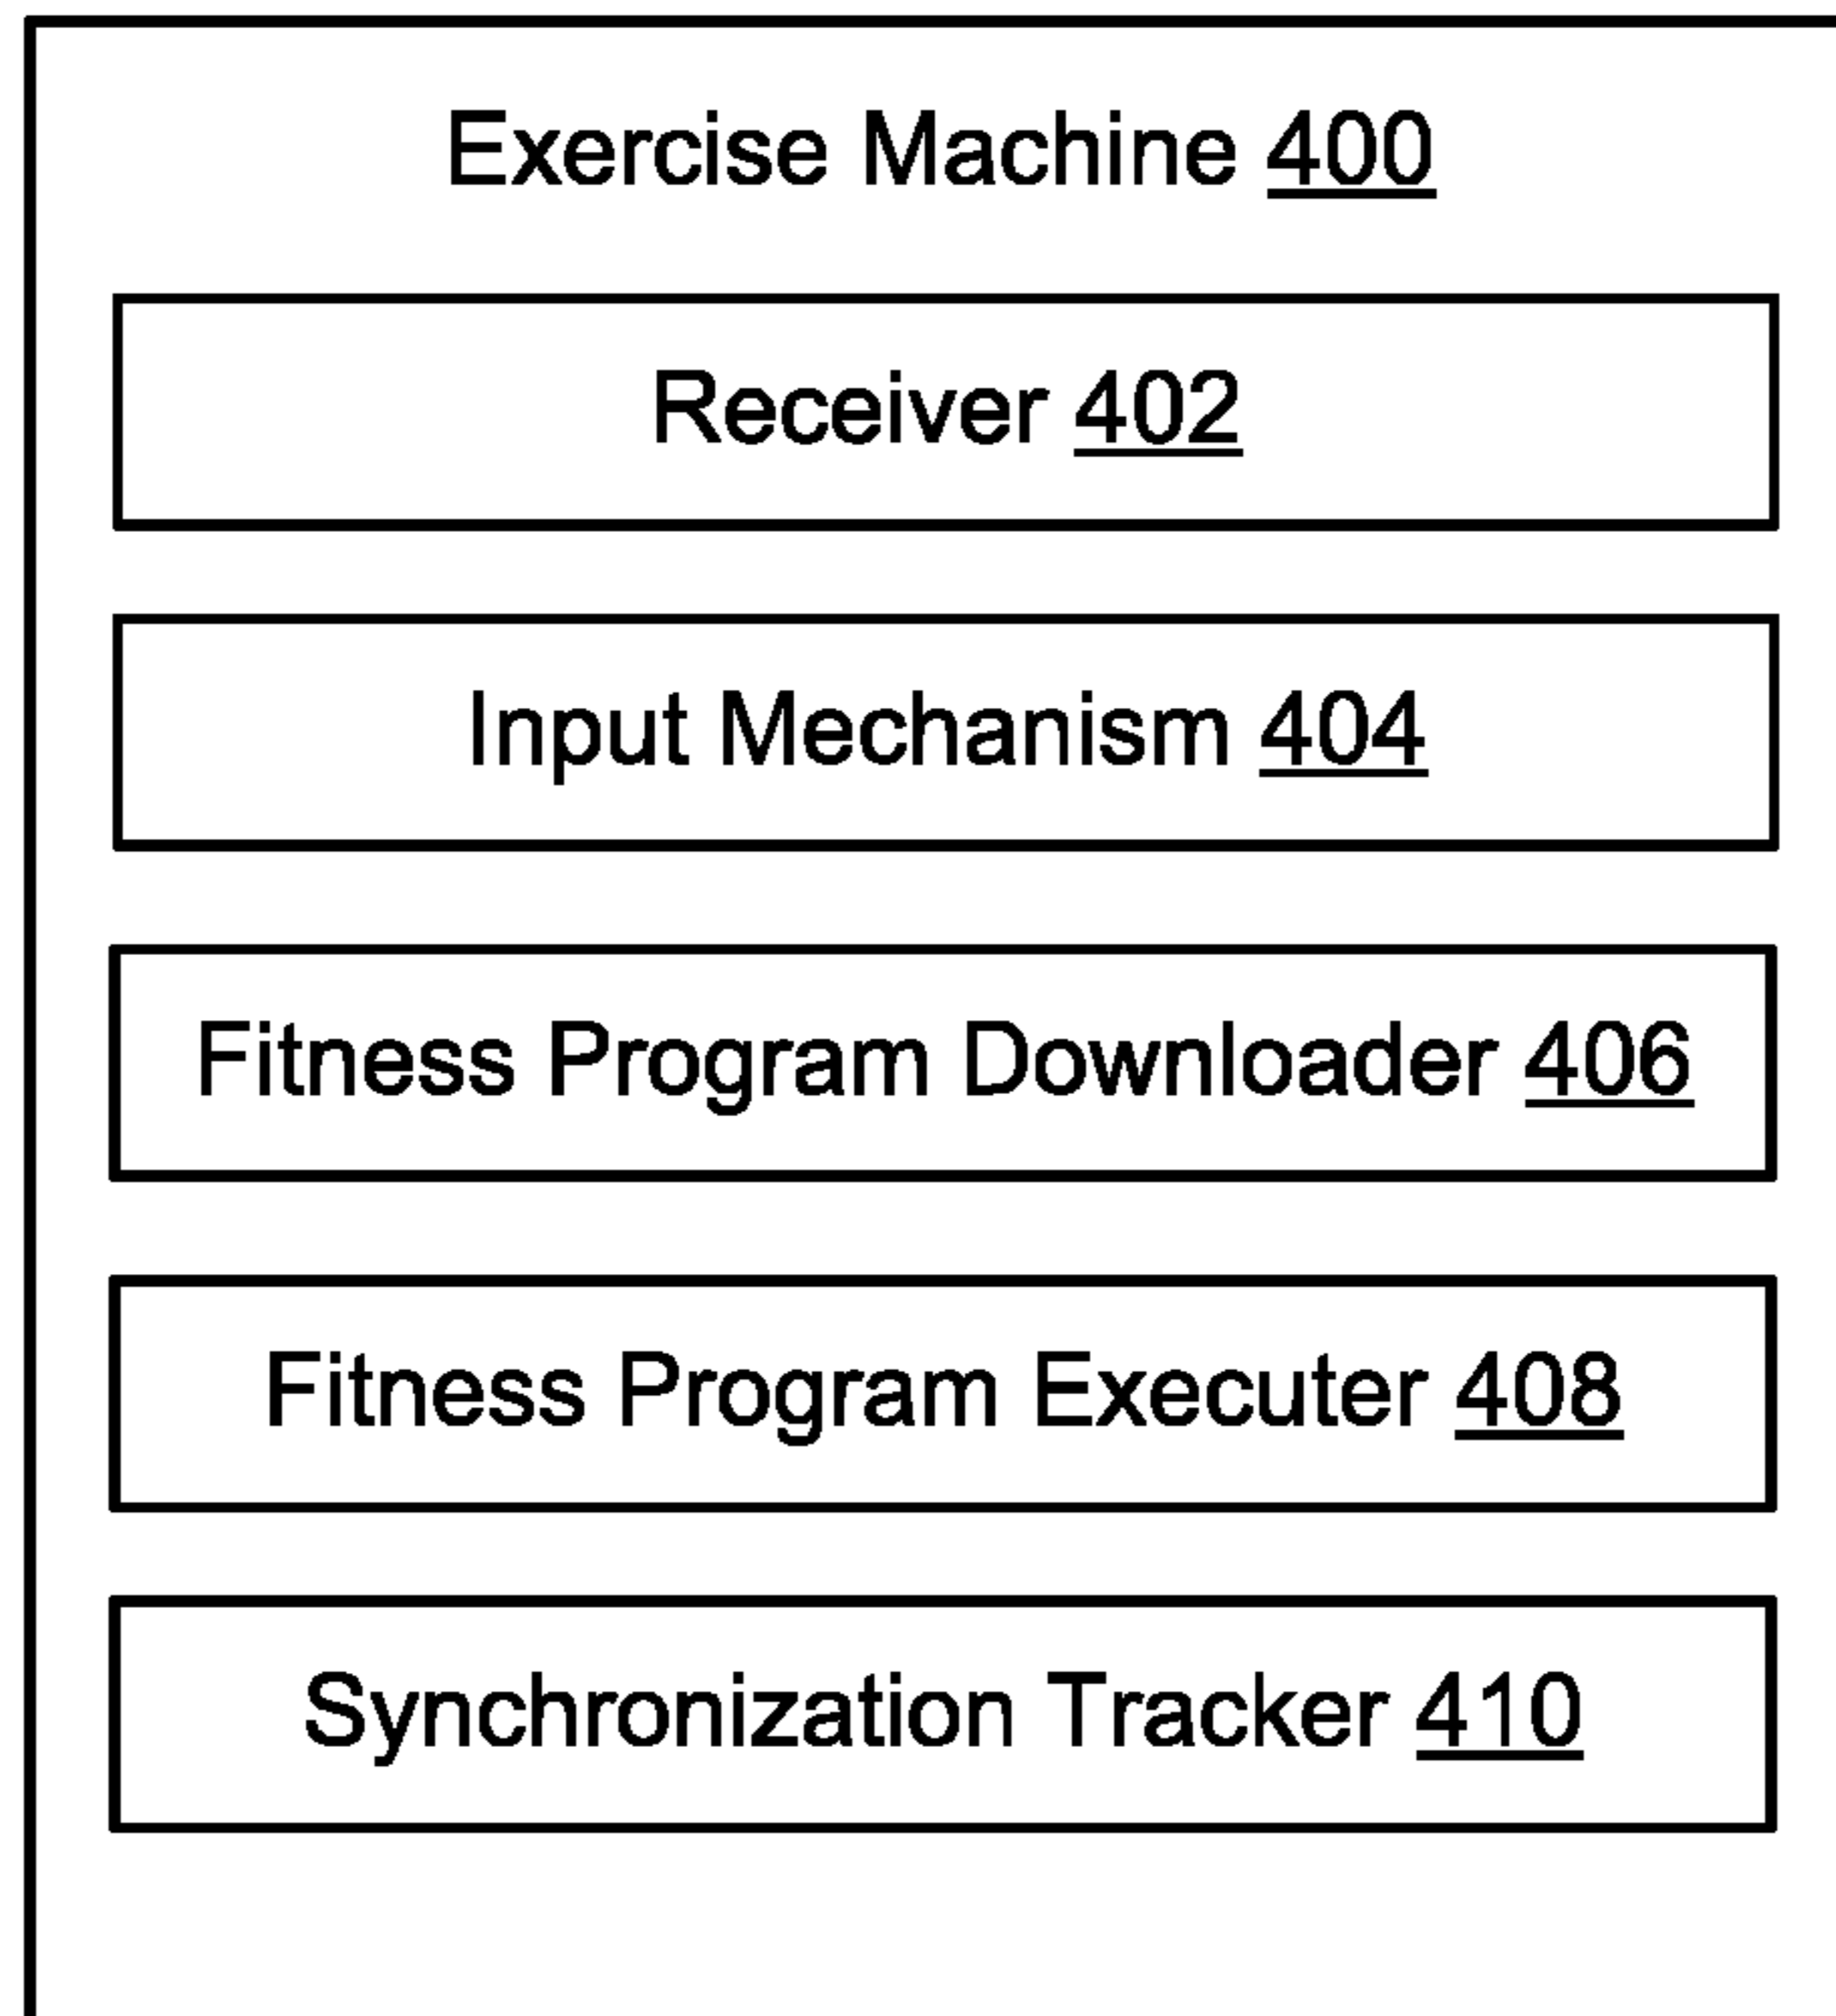 Exercise Machine 400
Receiver 402
Input Mechanism 404
Fitness Program Downloader 406
Fitness Program Executer 408
Synchronization Tracker 410